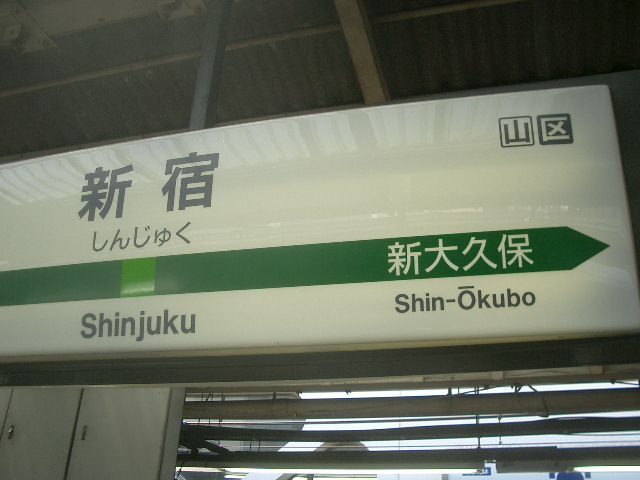 山区
新宿
しんじゅく
新大久保
Shinjuku
Shin-Ōkubo